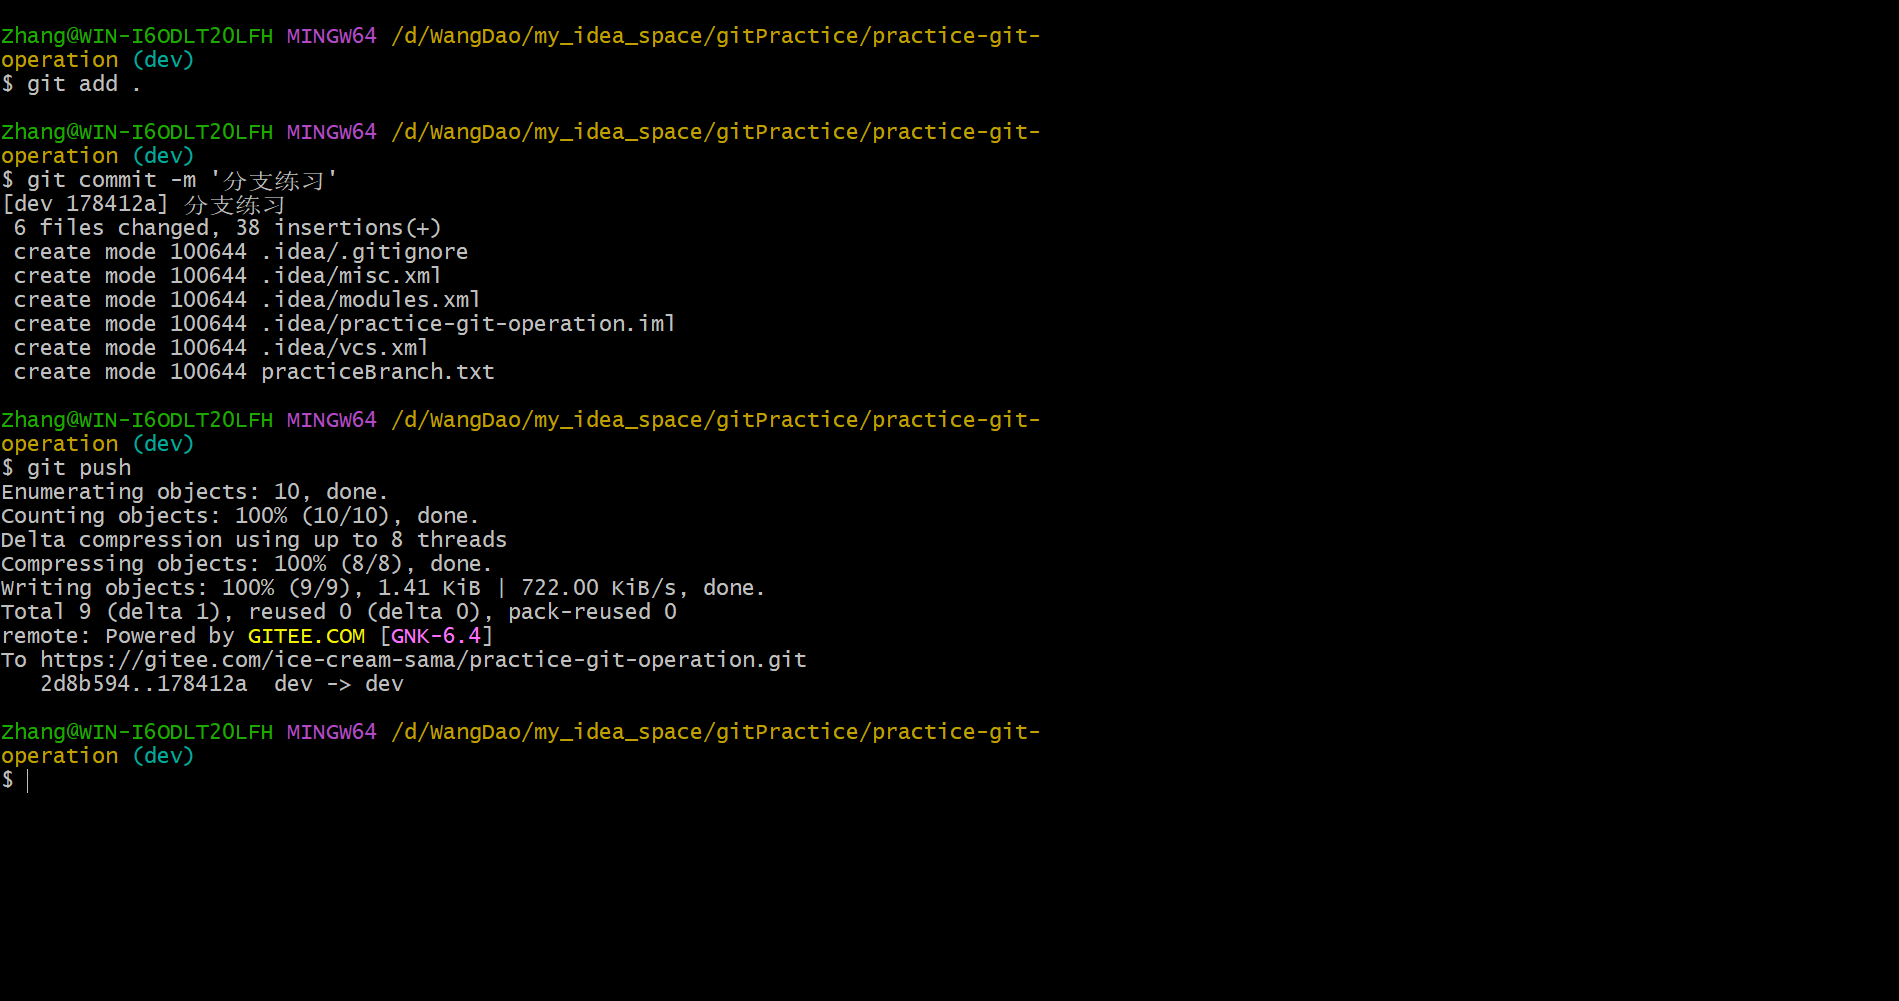 Zhang@WIN-I6ODLT2OLFH MINGW64 /d/WangDao/my_idea_space/gitPractice/practice-git-
operation (dev)
$ git add .
Zhang@WIN-I6ODLT2OLFH MINGW64 /d/WangDao/my_idea_space/gitPractice/practice-git-
operation (dev)
$ git commit -m '分支练习'
[dev 178412a] 分支练习
 6 files changed, 38 insertions(+)
 create mode 100644 .idea/.gitignore
 create mode 100644 .idea/misc.xml
 create mode 100644 .idea/modules.xml
 create mode 100644 .idea/practice-git-operation.iml
 create mode 100644 .idea/vcs.xml
 create mode 100644 practiceBranch.txt
Zhang@WIN-I6ODLT2OLFH MINGW64 /d/WangDao/my_idea_space/gitPractice/practice-git-
operation (dev)
$ git push
Enumerating objects: 10, done.
Counting objects: 100% (10/10), done.
Delta compression using up to 8 threads
Compressing objects: 100% (8/8), done.
Writing objects: 100% (9/9), 1.41 KiB | 722.00 KiB/s, done.
Total 9 (delta 1), reused 0 (delta 0), pack-reused 0
remote: Powered by GITEE.COM [GNK-6.4]
To https://gitee.com/ice-cream-sama/practice-git-operation.git
   2d8b594..178412a  dev -> dev
Zhang@WIN-I6ODLT2OLFH MINGW64 /d/WangDao/my_idea_space/gitPractice/practice-git-
operation (dev)
$